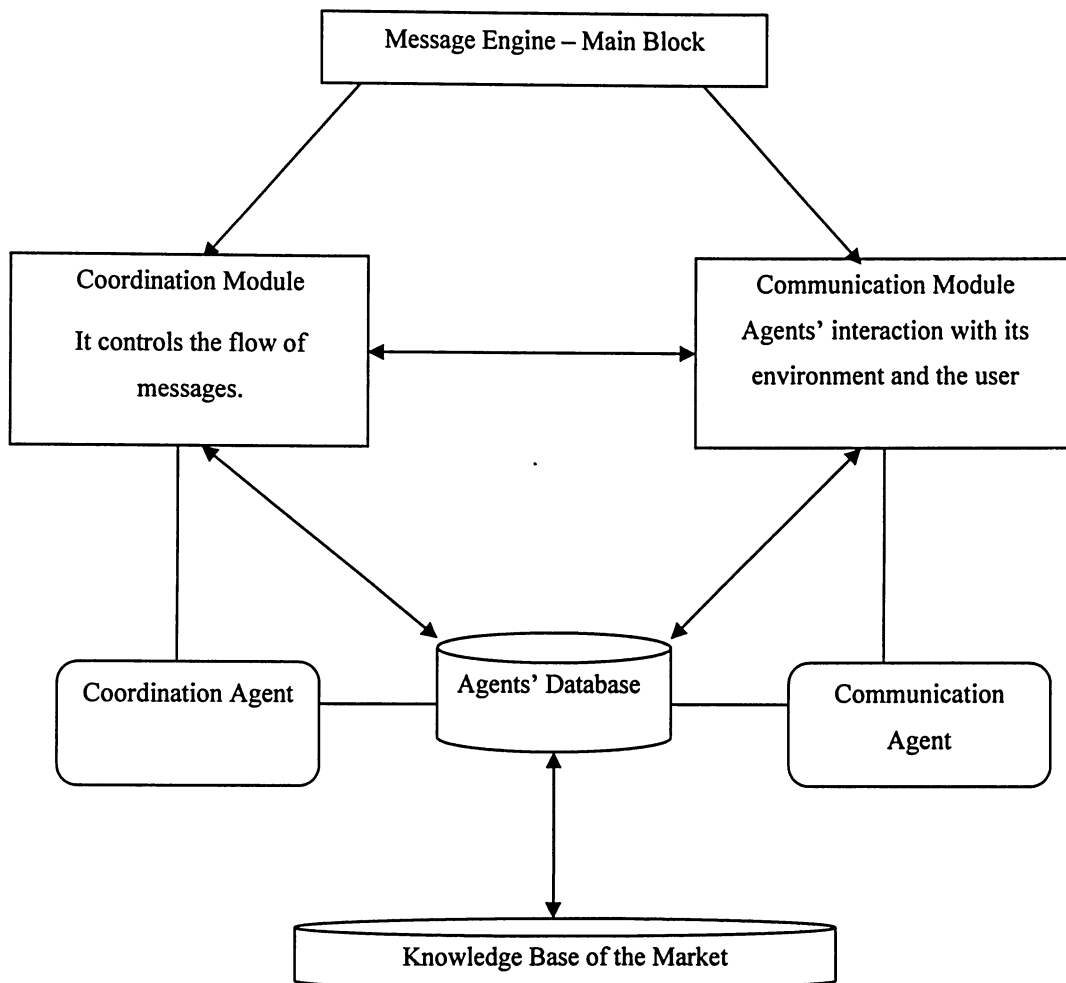 Message Engine – Main Block
Coordination Module
It controls the flow of
messages.
Communication Module
Agents’ interaction with its
environment and the user
Coordination Agent
Agents’ Database
Communication
Agent
Knowledge Base of the Market